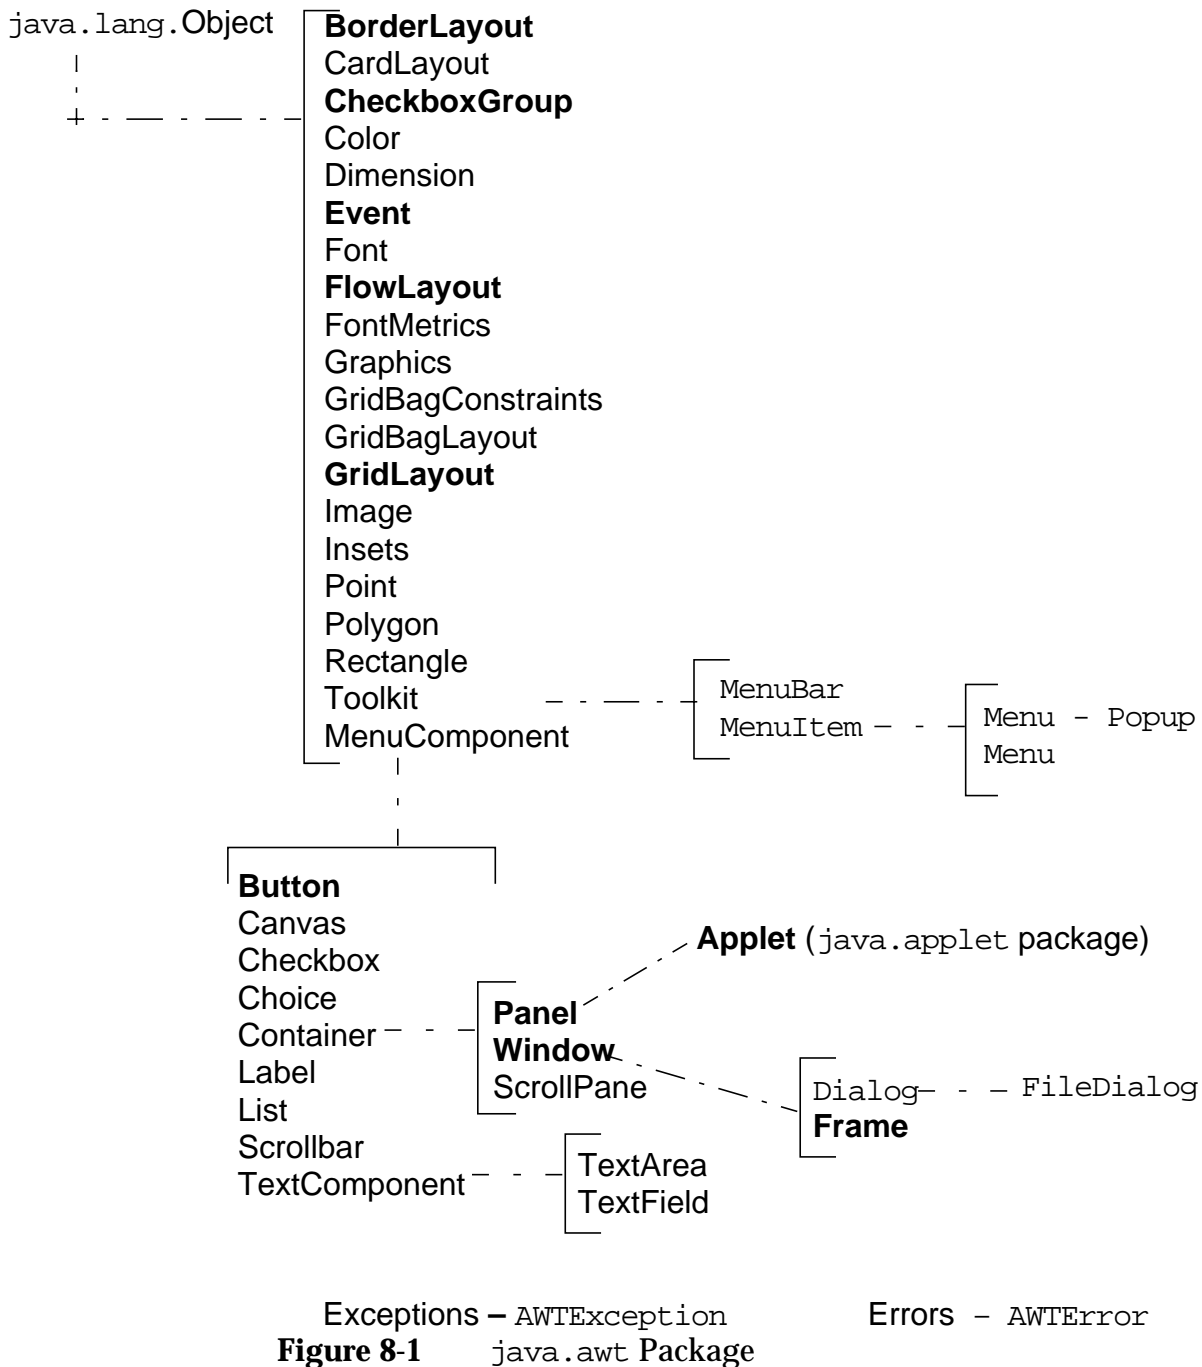 java.lang.Object
BorderLayout
CardLayout
CheckboxGroup
Color
Dimension
Event
Font
FlowLayout
FontMetrics
Graphics
GridBagConstraints
GridBagLayout
GridLayout
Image
Insets
Point
Polygon
Rectangle
Toolkit
MenuComponent
MenuBar
MenuItem
Menu – Popup
Menu
Button
Canvas
Checkbox
Choice
Container
Label
List
Scrollbar
TextComponent
Panel
Window
ScrollPane
Applet (java.applet package)
Dialog
Frame
FileDialog
TextArea
TextField
Exceptions – AWTException Errors – AWTError
Figure 8-1 java.awt Package